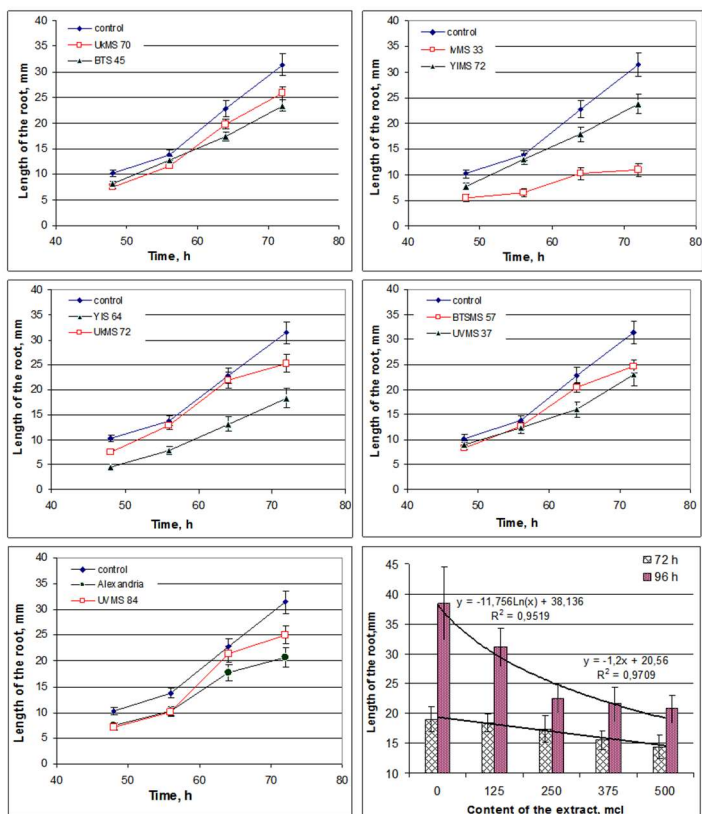 40
35
30
25
20
15
10
5
0
Length of the root, mm
control
UkMS 70
BTS 45
40 50 60 70 80
Time, h
40
35
30
25
20
15
10
5
0
Length of the root, mm
control
IvMS 33
YIMS 72
40 50 60 70 80
Time, h
40
35
30
25
20
15
10
5
0
Length of the root, mm
control
YIS 64
UkMS 72
40 50 60 70 80
Time, h
40
35
30
25
20
15
10
5
0
Length of the root, mm
control
BTSMS 57
UVMS 37
40 50 60 70 80
Time, h
40
35
30
25
20
15
10
5
0
Length of the root, mm
control
Alexandria
UVMS 84
40 50 60 70 80
Time, h
45
40
35
30
25
20
15
10
Length of the root,mm
72 h
96 h
y = -11,756Ln(x) + 38,136
R² = 0,9519
y = -1,2x + 20,56
R² = 0,9709
0 125 250 375 500
Content of the extract, mcl